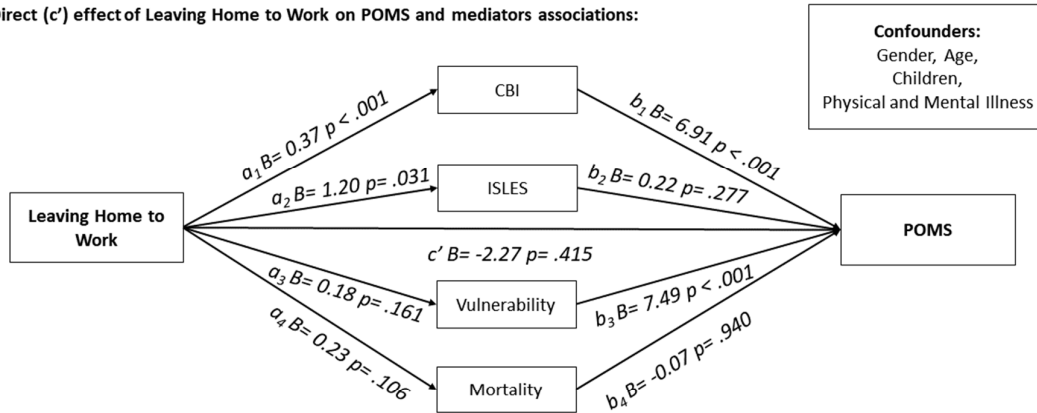 Direct (c’) effect of Leaving Home to Work on POMS and mediators associations:
Confounders:
Gender, Age,
Children,
Physical and Mental Illness
CBI
a₁ B= 0.37 p < .001
b₁ B= 6.91 p < .001
ISLES
a₂ B= 1.20 p= .031
b₂ B= 0.22 p= .277
Leaving Home to
Work
POMS
c’ B= -2.27 p= .415
a₃ B= 0.18 p= .161
Vulnerability
b₃ B= 7.49 p < .001
a₄ B= 0.23 p= .106
Mortality
b₄ B= -0.07 p= .940